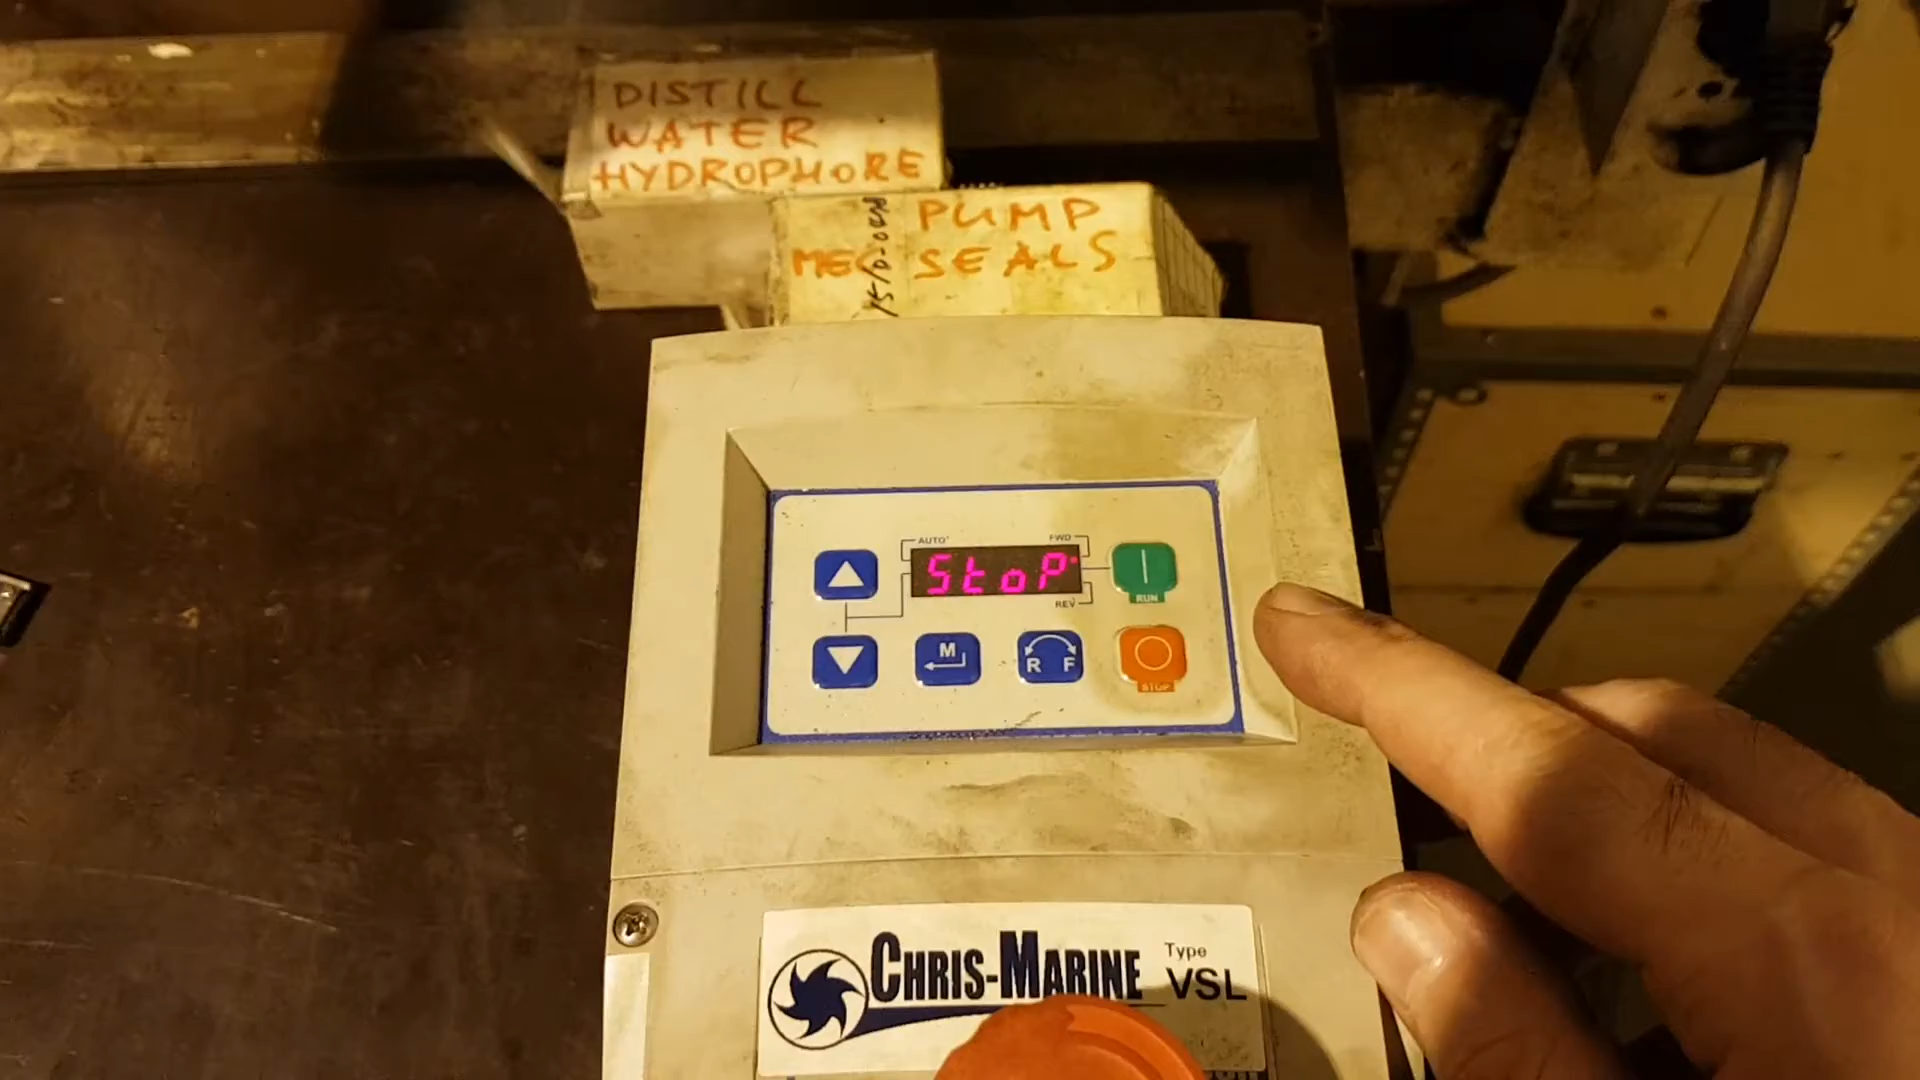 DISTILL
WATER
HYDROPHORE
PUMP
MEC SEALS
AUTO
FWD
StoP
REV
RUN
M
R F
STOP
CHRIS-MARINE
Type
VSL